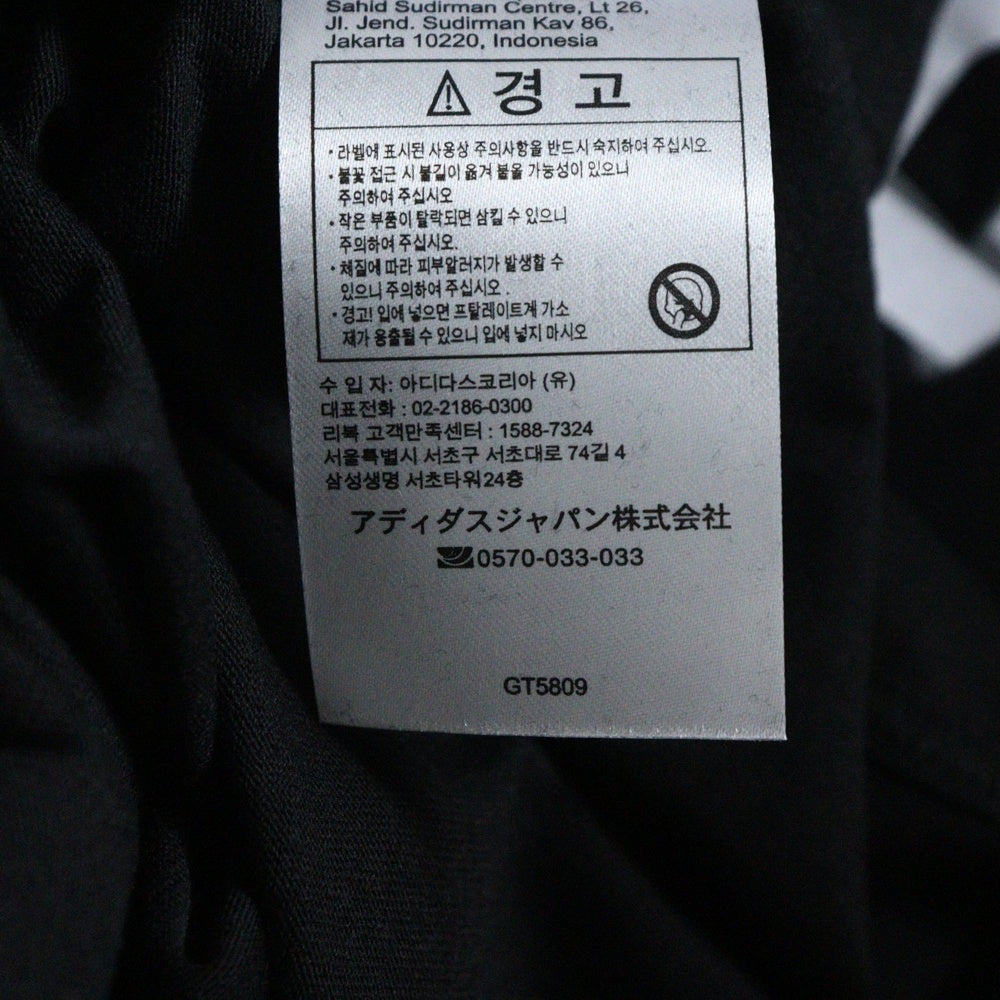 Sahid Sudirman Centre, Lt 26,
Jl. Jend. Sudirman Kav 86,
Jakarta 10220, Indonesia
경 고
· 라벨에 표시된 사용상 주의사항을 반드시 숙지하여 주십시오.
· 불꽃 접근 시 불길이 옮겨 붙을 가능성이 있으니
주의하여 주십시오
· 작은 부품이 탈락되면 삼킬 수 있으니
주의하여 주십시오.
· 체질에 따라 피부알러지가 발생할 수
있으니 주의하여 주십시오 .
· 경고! 입에 넣으면 프탈레이트계 가소
제가 용출될 수 있으니 입에 넣지 마시오
수 입 자: 아디다스코리아 (유)
대표전화 : 02-2186-0300
리복 고객만족센터 : 1588-7324
서울특별시 서초구 서초대로 74길 4
삼성생명 서초타워24층
アディダスジャパン株式会社
0570-033-033
GT5809